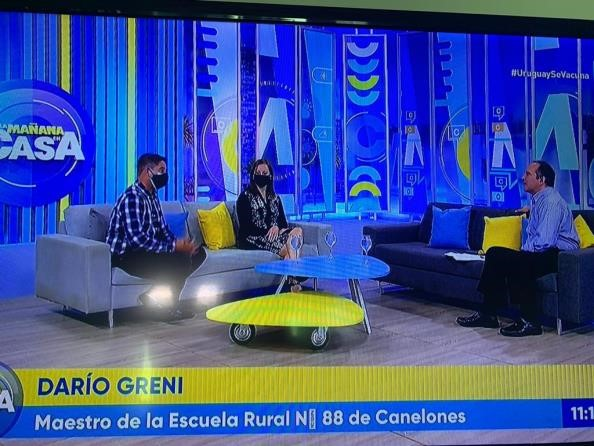 #UruguaySeVacuna
MAÑANA
CASA
DARÍO GRENI
Maestro de la Escuela Rural N 88 de Canelones
11:1